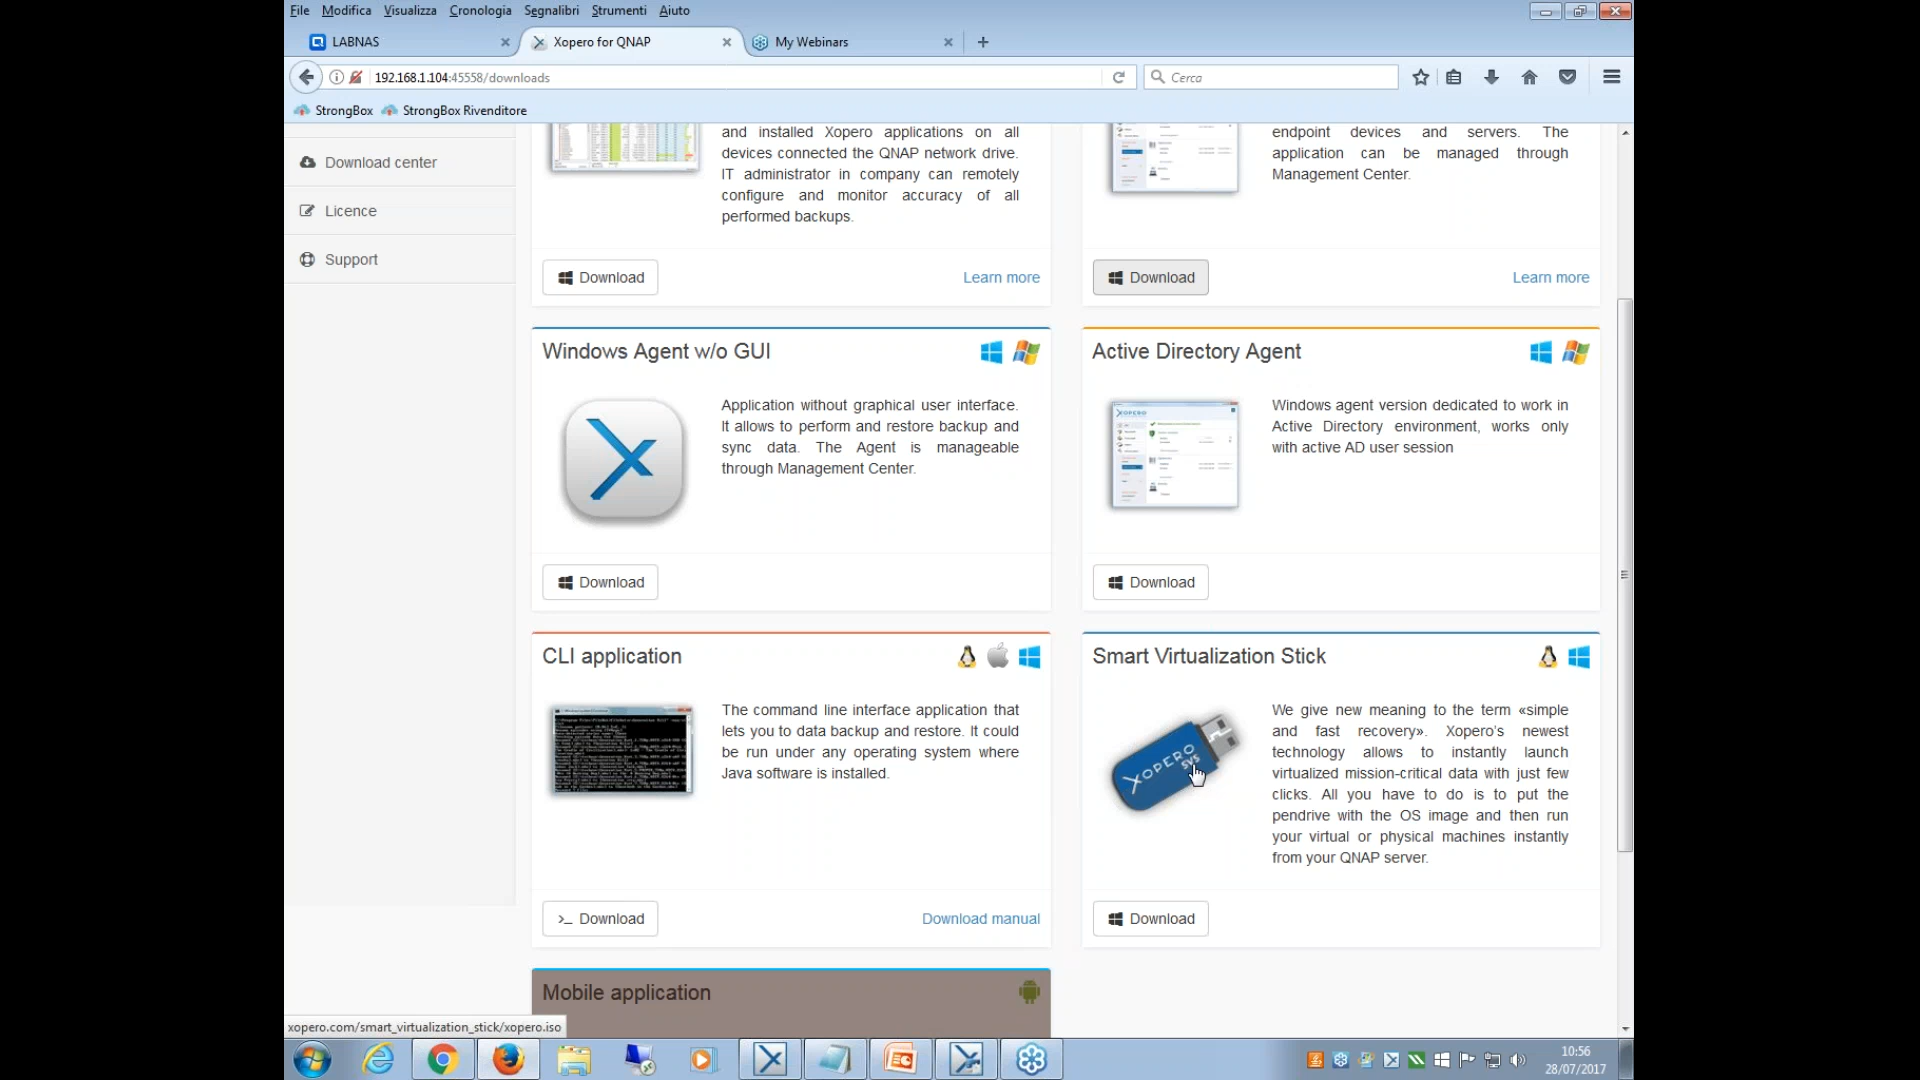 File Modifica Visualizza Cronologia Segnalibri Strumenti Aiuto
LABNAS
Xopero for QNAP
My Webinars
192.168.1.104:45558/downloads
Cerca
StrongBox StrongBox Rivenditore
Download center
Licence
Support
and installed Xopero applications on all
devices connected the QNAP network drive.
IT administrator in company can remotely
configure and monitor accuracy of all
performed backups.
Download
Learn more
endpoint devices and servers. The
application can be managed through
Management Center.
Download
Learn more
Windows Agent w/o GUI
Application without graphical user interface.
It allows to perform and restore backup and
sync data. The Agent is manageable
through Management Center.
Download
Active Directory Agent
XOPERO
Windows agent version dedicated to work in
Active Directory environment, works only
with active AD user session
Download
CLI application
The command line interface application that
lets you to data backup and restore. It could
be run under any operating system where
Java software is installed.
>_ Download
Download manual
Smart Virtualization Stick
XOPERO
SVS
We give new meaning to the term «simple
and fast recovery». Xopero's newest
technology allows to instantly launch
virtualized mission-critical data with just few
clicks. All you have to do is to put the
pendrive with the OS image and then run
your virtual or physical machines instantly
from your QNAP server.
Download
Mobile application
xopero.com/smart_virtualization_stick/xopero.iso
10:56
28/07/2017